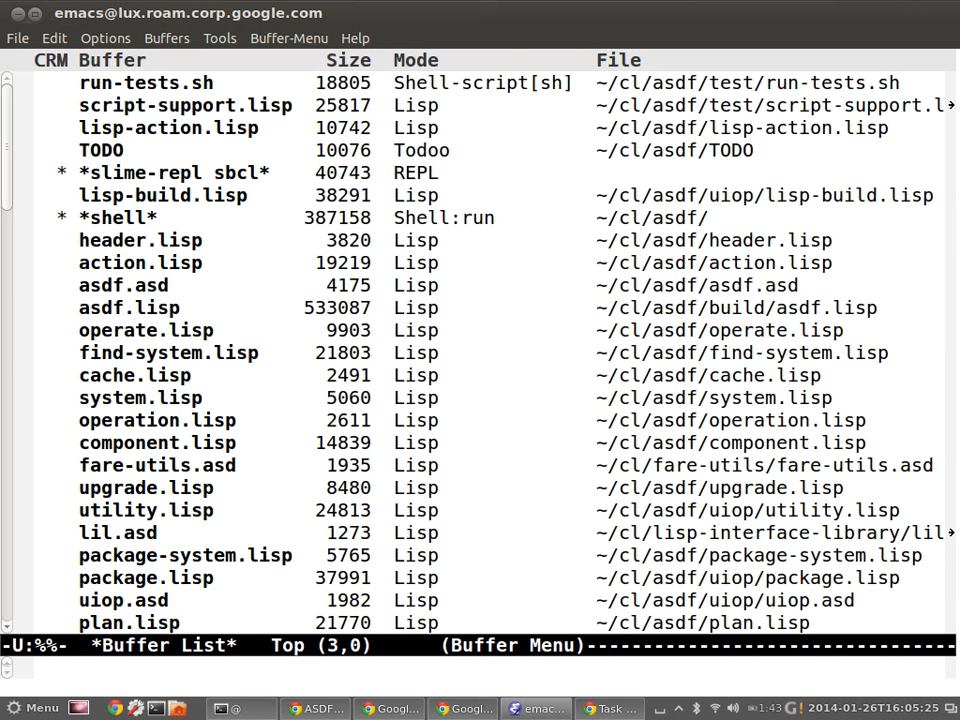 emacs@lux.roam.corp.google.com
File Edit Options Buffers Tools Buffer-Menu Help
CRM Buffer Size Mode File
run-tests.sh 18805 Shell-script[sh] ~/cl/asdf/test/run-tests.sh
script-support.lisp 25817 Lisp ~/cl/asdf/test/script-support.l
lisp-action.lisp 10742 Lisp ~/cl/asdf/lisp-action.lisp
TODO 10076 Todoo ~/cl/asdf/TODO
* *slime-repl sbcl* 40743 REPL
lisp-build.lisp 38291 Lisp ~/cl/asdf/uiop/lisp-build.lisp
* *shell* 387158 Shell:run ~/cl/asdf/
header.lisp 3820 Lisp ~/cl/asdf/header.lisp
action.lisp 19219 Lisp ~/cl/asdf/action.lisp
asdf.asd 4175 Lisp ~/cl/asdf/asdf.asd
asdf.lisp 533087 Lisp ~/cl/asdf/build/asdf.lisp
operate.lisp 9903 Lisp ~/cl/asdf/operate.lisp
find-system.lisp 21803 Lisp ~/cl/asdf/find-system.lisp
cache.lisp 2491 Lisp ~/cl/asdf/cache.lisp
system.lisp 5060 Lisp ~/cl/asdf/system.lisp
operation.lisp 2611 Lisp ~/cl/asdf/operation.lisp
component.lisp 14839 Lisp ~/cl/asdf/component.lisp
fare-utils.asd 1935 Lisp ~/cl/fare-utils/fare-utils.asd
upgrade.lisp 8480 Lisp ~/cl/asdf/upgrade.lisp
utility.lisp 24813 Lisp ~/cl/asdf/uiop/utility.lisp
lil.asd 1273 Lisp ~/cl/lisp-interface-library/lil
package-system.lisp 5765 Lisp ~/cl/asdf/package-system.lisp
package.lisp 37991 Lisp ~/cl/asdf/uiop/package.lisp
uiop.asd 1982 Lisp ~/cl/asdf/uiop/uiop.asd
plan.lisp 21770 Lisp ~/cl/asdf/plan.lisp
-U:%%- *Buffer List* Top (3,0) (Buffer Menu)---------------------------------
Menu @ ASDF... Googl... Googl... emac... Task ... 1:43 2014-01-26T16:05:25